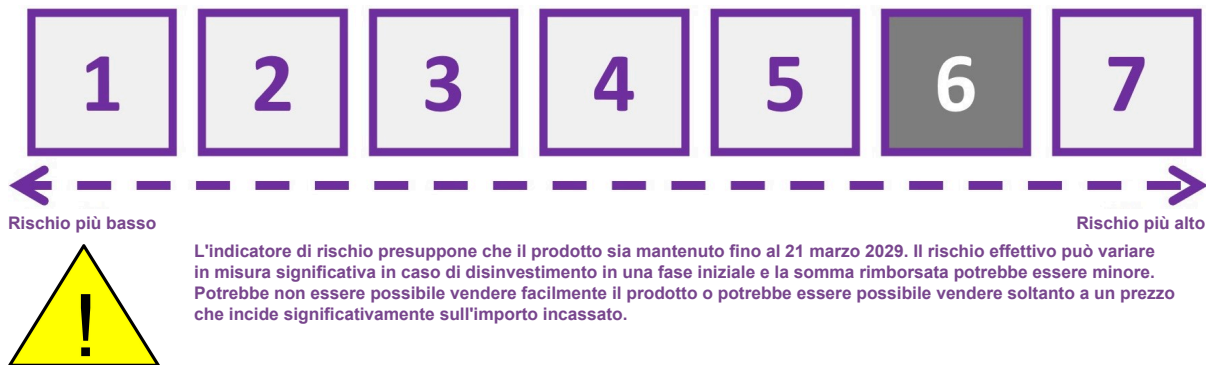 1 2 3 4 5 6 7
Rischio più basso Rischio più alto
L'indicatore di rischio presuppone che il prodotto sia mantenuto fino al 21 marzo 2029. Il rischio effettivo può variare
in misura significativa in caso di disinvestimento in una fase iniziale e la somma rimborsata potrebbe essere minore.
Potrebbe non essere possibile vendere facilmente il prodotto o potrebbe essere possibile vendere soltanto a un prezzo
che incide significativamente sull'importo incassato.
!